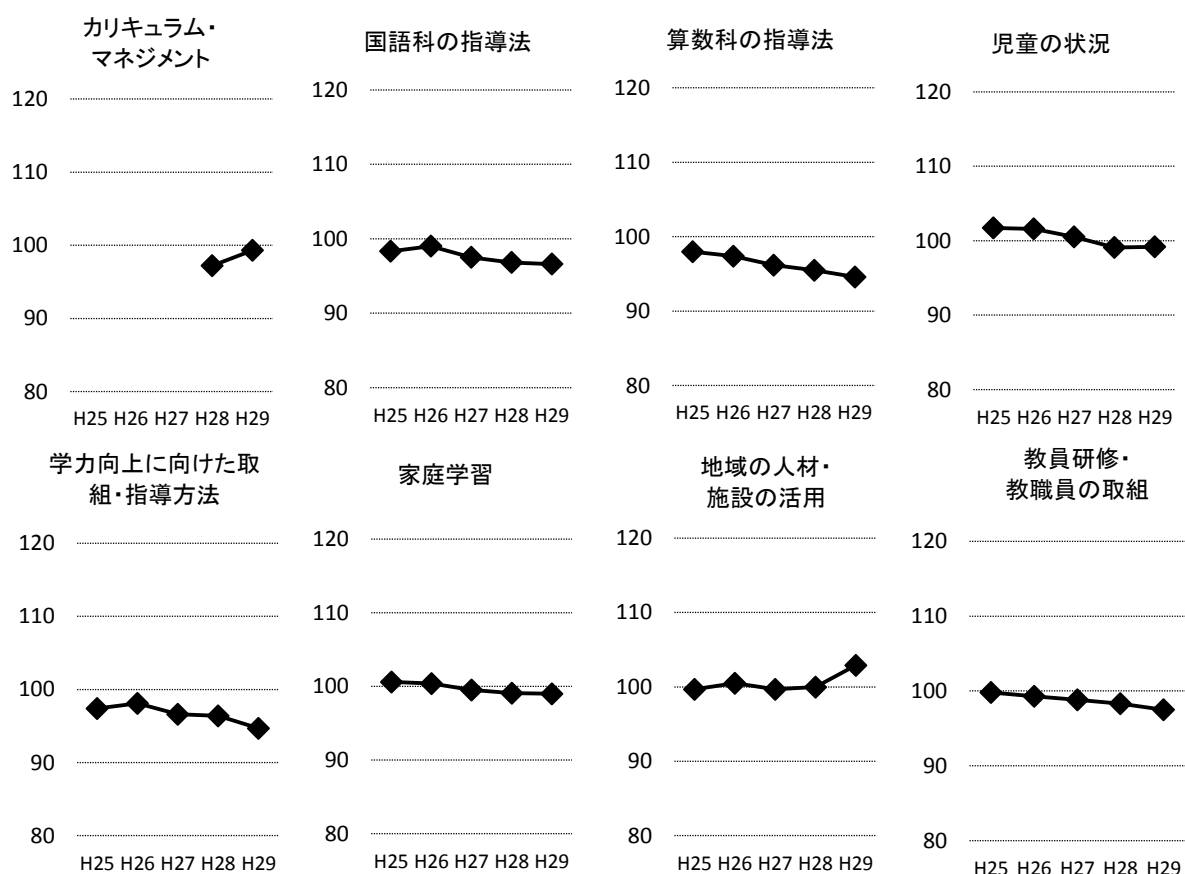 カリキュラム・
マネジメント
120
110
100
90
80
H25 H26 H27 H28 H29
国語科の指導法
120
110
100
90
80
H25 H26 H27 H28 H29
算数科の指導法
120
110
100
90
80
H25 H26 H27 H28 H29
児童の状況
120
110
100
90
80
H25 H26 H27 H28 H29
学力向上に向けた取
組・指導方法
120
110
100
90
80
H25 H26 H27 H28 H29
家庭学習
120
110
100
90
80
H25 H26 H27 H28 H29
地域の人材・
施設の活用
120
110
100
90
80
H25 H26 H27 H28 H29
教員研修・
教職員の取組
120
110
100
90
80
H25 H26 H27 H28 H29